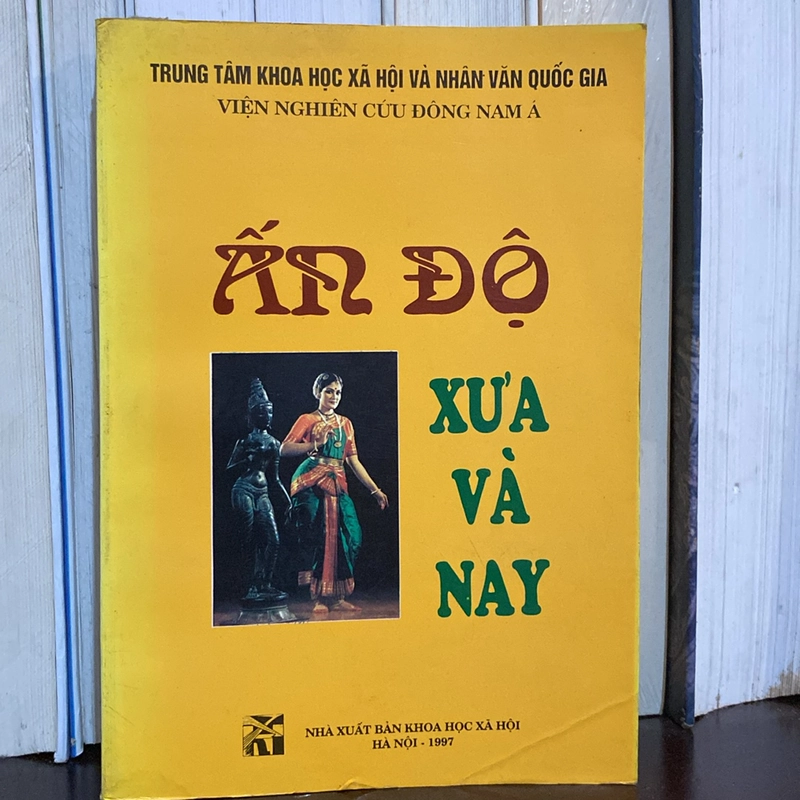 TRUNG TÂM KHOA HỌC XÃ HỘI VÀ NHÂN VĂN QUỐC GIA
VIỆN NGHIÊN CỨU ĐÔNG NAM Á
ẤN ĐỘ
XƯA
VÀ
NAY
NHÀ XUẤT BẢN KHOA HỌC XÃ HỘI
HÀ NỘI - 1997